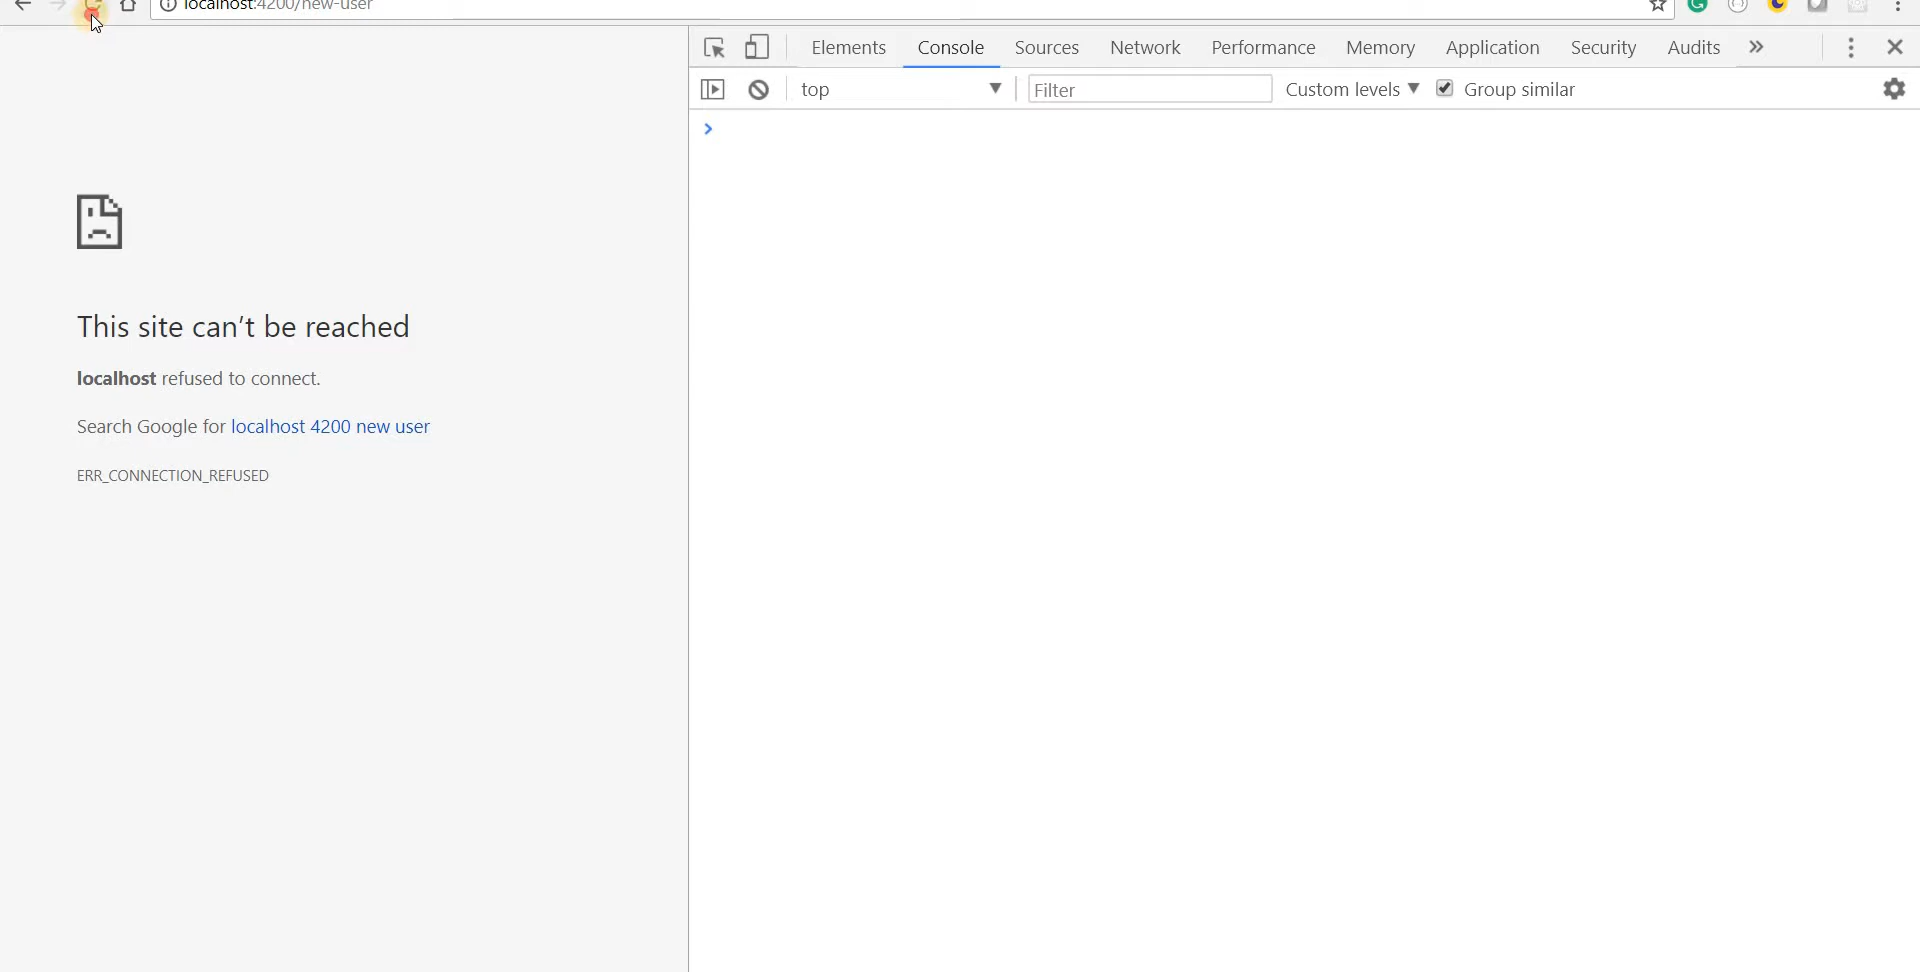 localhost:4200/new-user
Elements Console Sources Network Performance Memory Application Security Audits
top Filter Custom levels Group similar
This site can't be reached
localhost refused to connect.
Search Google for localhost 4200 new user
ERR_CONNECTION_REFUSED